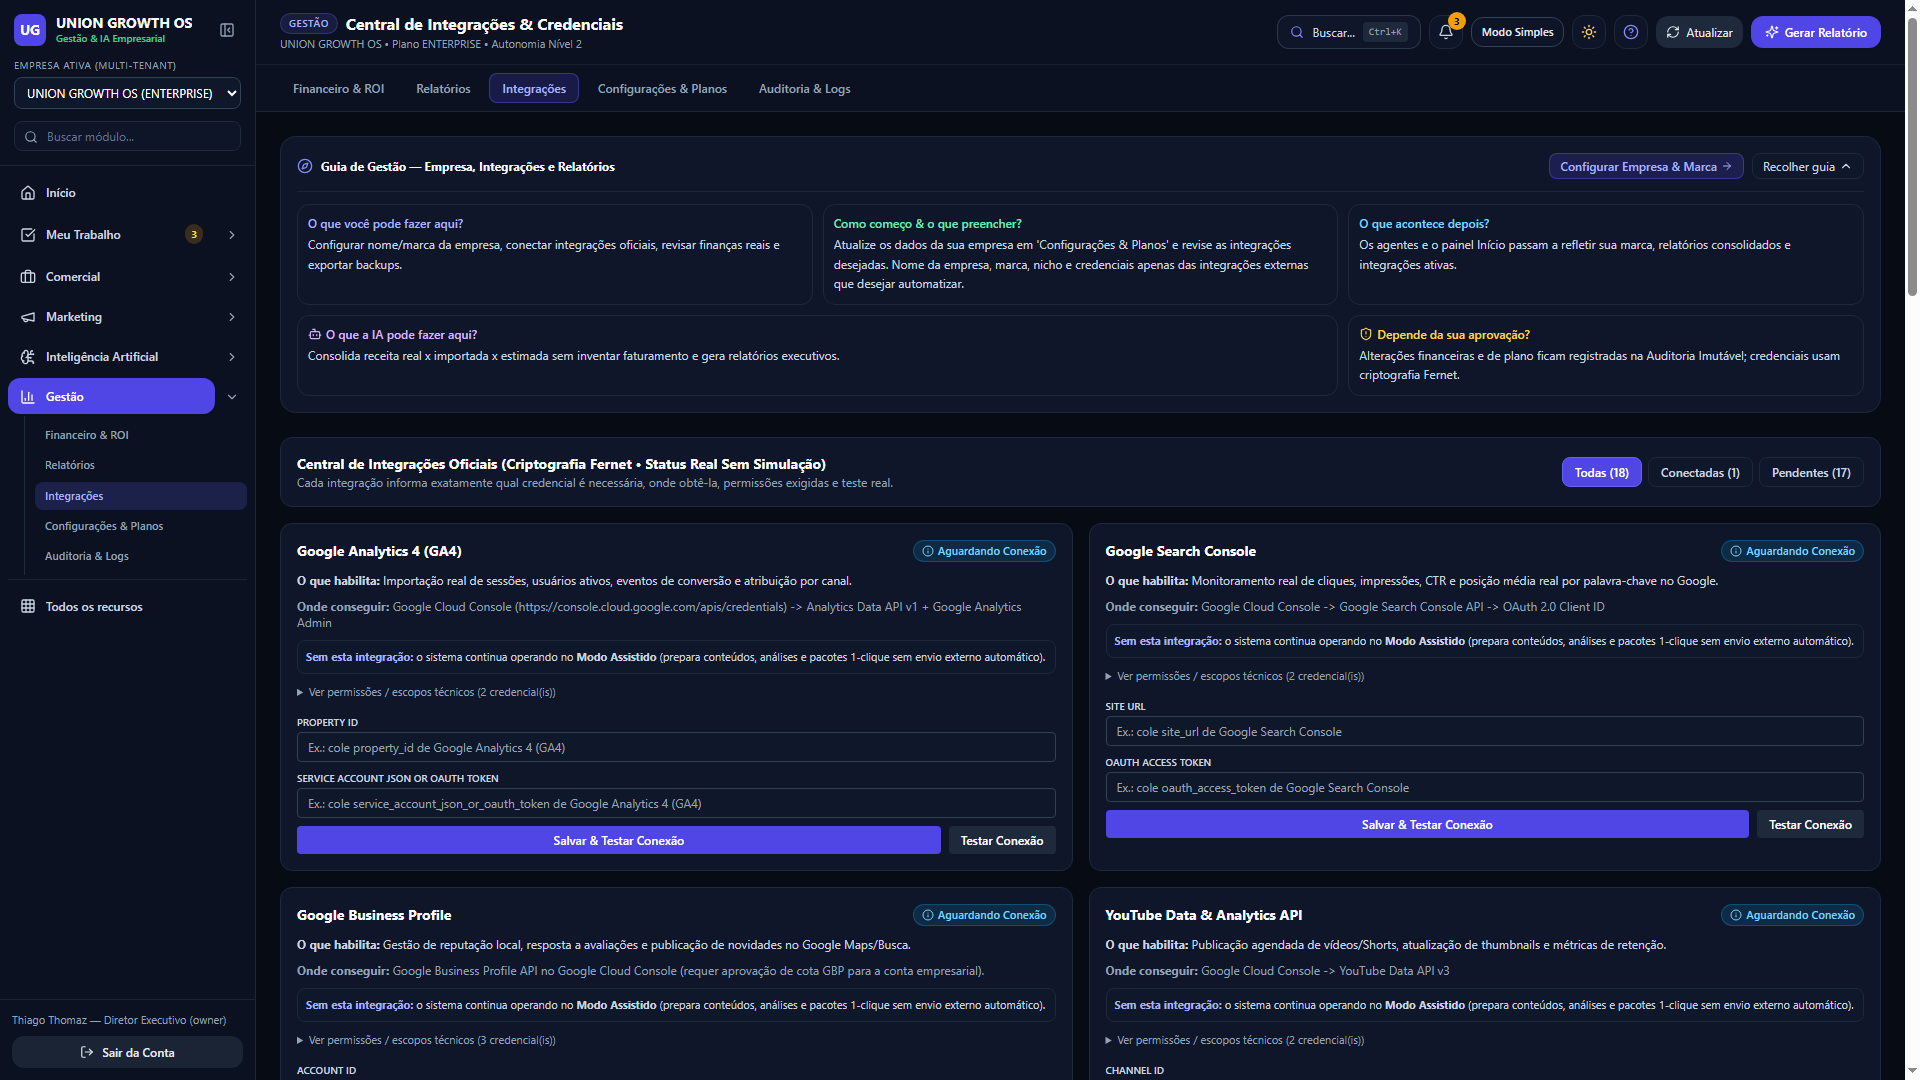 UG
UNION GROWTH OS
Gestão & IA Empresarial
EMPRESA ATIVA (MULTI-TENANT)
UNION GROWTH OS (ENTERPRISE)
Buscar módulo...
Início
Meu Trabalho
3
Comercial
Marketing
Inteligência Artificial
Gestão
Financeiro & ROI
Relatórios
Integrações
Configurações & Planos
Auditoria & Logs
Todos os recursos
Thiago Thomaz — Diretor Executivo (owner)
Sair da Conta
GESTÃO
Central de Integrações & Credenciais
UNION GROWTH OS • Plano ENTERPRISE • Autonomia Nível 2
Buscar... Ctrl+K
3
Modo Simples
Atualizar
Gerar Relatório
Financeiro & ROI
Relatórios
Integrações
Configurações & Planos
Auditoria & Logs
Guia de Gestão — Empresa, Integrações e Relatórios
Configurar Empresa & Marca →
Recolher guia
O que você pode fazer aqui?
Configurar nome/marca da empresa, conectar integrações oficiais, revisar finanças reais e
exportar backups.
Como começo & o que preencher?
Atualize os dados da sua empresa em 'Configurações & Planos' e revise as integrações
desejadas. Nome da empresa, marca, nicho e credenciais apenas das integrações externas
que desejar automatizar.
O que acontece depois?
Os agentes e o painel Início passam a refletir sua marca, relatórios consolidados e
integrações ativas.
O que a IA pode fazer aqui?
Consolida receita real x importada x estimada sem inventar faturamento e gera relatórios executivos.
Depende da sua aprovação?
Alterações financeiras e de plano ficam registradas na Auditoria Imutável; credenciais usam
criptografia Fernet.
Central de Integrações Oficiais (Criptografia Fernet • Status Real Sem Simulação)
Cada integração informa exatamente qual credencial é necessária, onde obtê-la, permissões exigidas e teste real.
Todas (18)
Conectadas (1)
Pendentes (17)
Google Analytics 4 (GA4)
Aguardando Conexão
O que habilita: Importação real de sessões, usuários ativos, eventos de conversão e atribuição por canal.
Onde conseguir: Google Cloud Console (https://console.cloud.google.com/apis/credentials) -> Analytics Data API v1 + Google Analytics
Admin
Sem esta integração: o sistema continua operando no Modo Assistido (prepara conteúdos, análises e pacotes 1-clique sem envio externo automático).
Ver permissões / escopos técnicos (2 credencial(is))
PROPERTY ID
Ex.: cole property_id de Google Analytics 4 (GA4)
SERVICE ACCOUNT JSON OR OAUTH TOKEN
Ex.: cole service_account_json_or_oauth_token de Google Analytics 4 (GA4)
Salvar & Testar Conexão
Testar Conexão
Google Search Console
Aguardando Conexão
O que habilita: Monitoramento real de cliques, impressões, CTR e posição média real por palavra-chave no Google.
Onde conseguir: Google Cloud Console -> Google Search Console API -> OAuth 2.0 Client ID
Sem esta integração: o sistema continua operando no Modo Assistido (prepara conteúdos, análises e pacotes 1-clique sem envio externo automático).
Ver permissões / escopos técnicos (2 credencial(is))
SITE URL
Ex.: cole site_url de Google Search Console
OAUTH ACCESS TOKEN
Ex.: cole oauth_access_token de Google Search Console
Salvar & Testar Conexão
Testar Conexão
Google Business Profile
Aguardando Conexão
O que habilita: Gestão de reputação local, resposta a avaliações e publicação de novidades no Google Maps/Busca.
Onde conseguir: Google Business Profile API no Google Cloud Console (requer aprovação de cota GBP para a conta empresarial).
Sem esta integração: o sistema continua operando no Modo Assistido (prepara conteúdos, análises e pacotes 1-clique sem envio externo automático).
Ver permissões / escopos técnicos (3 credencial(is))
ACCOUNT ID
YouTube Data & Analytics API
Aguardando Conexão
O que habilita: Publicação agendada de vídeos/Shorts, atualização de thumbnails e métricas de retenção.
Onde conseguir: Google Cloud Console -> YouTube Data API v3
Sem esta integração: o sistema continua operando no Modo Assistido (prepara conteúdos, análises e pacotes 1-clique sem envio externo automático).
Ver permissões / escopos técnicos (2 credencial(is))
CHANNEL ID